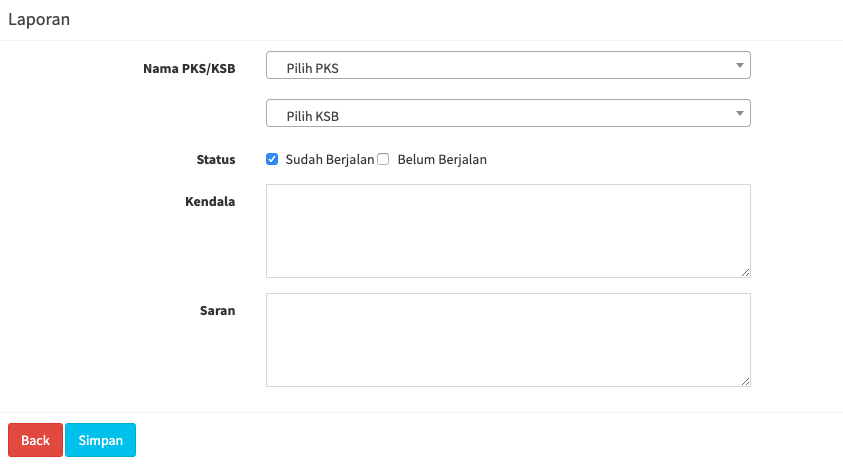 Laporan
Nama PKS/KSB
Pilih PKS
Pilih KSB
Status
Sudah Berjalan
Belum Berjalan
Kendala
Saran
Back
Simpan